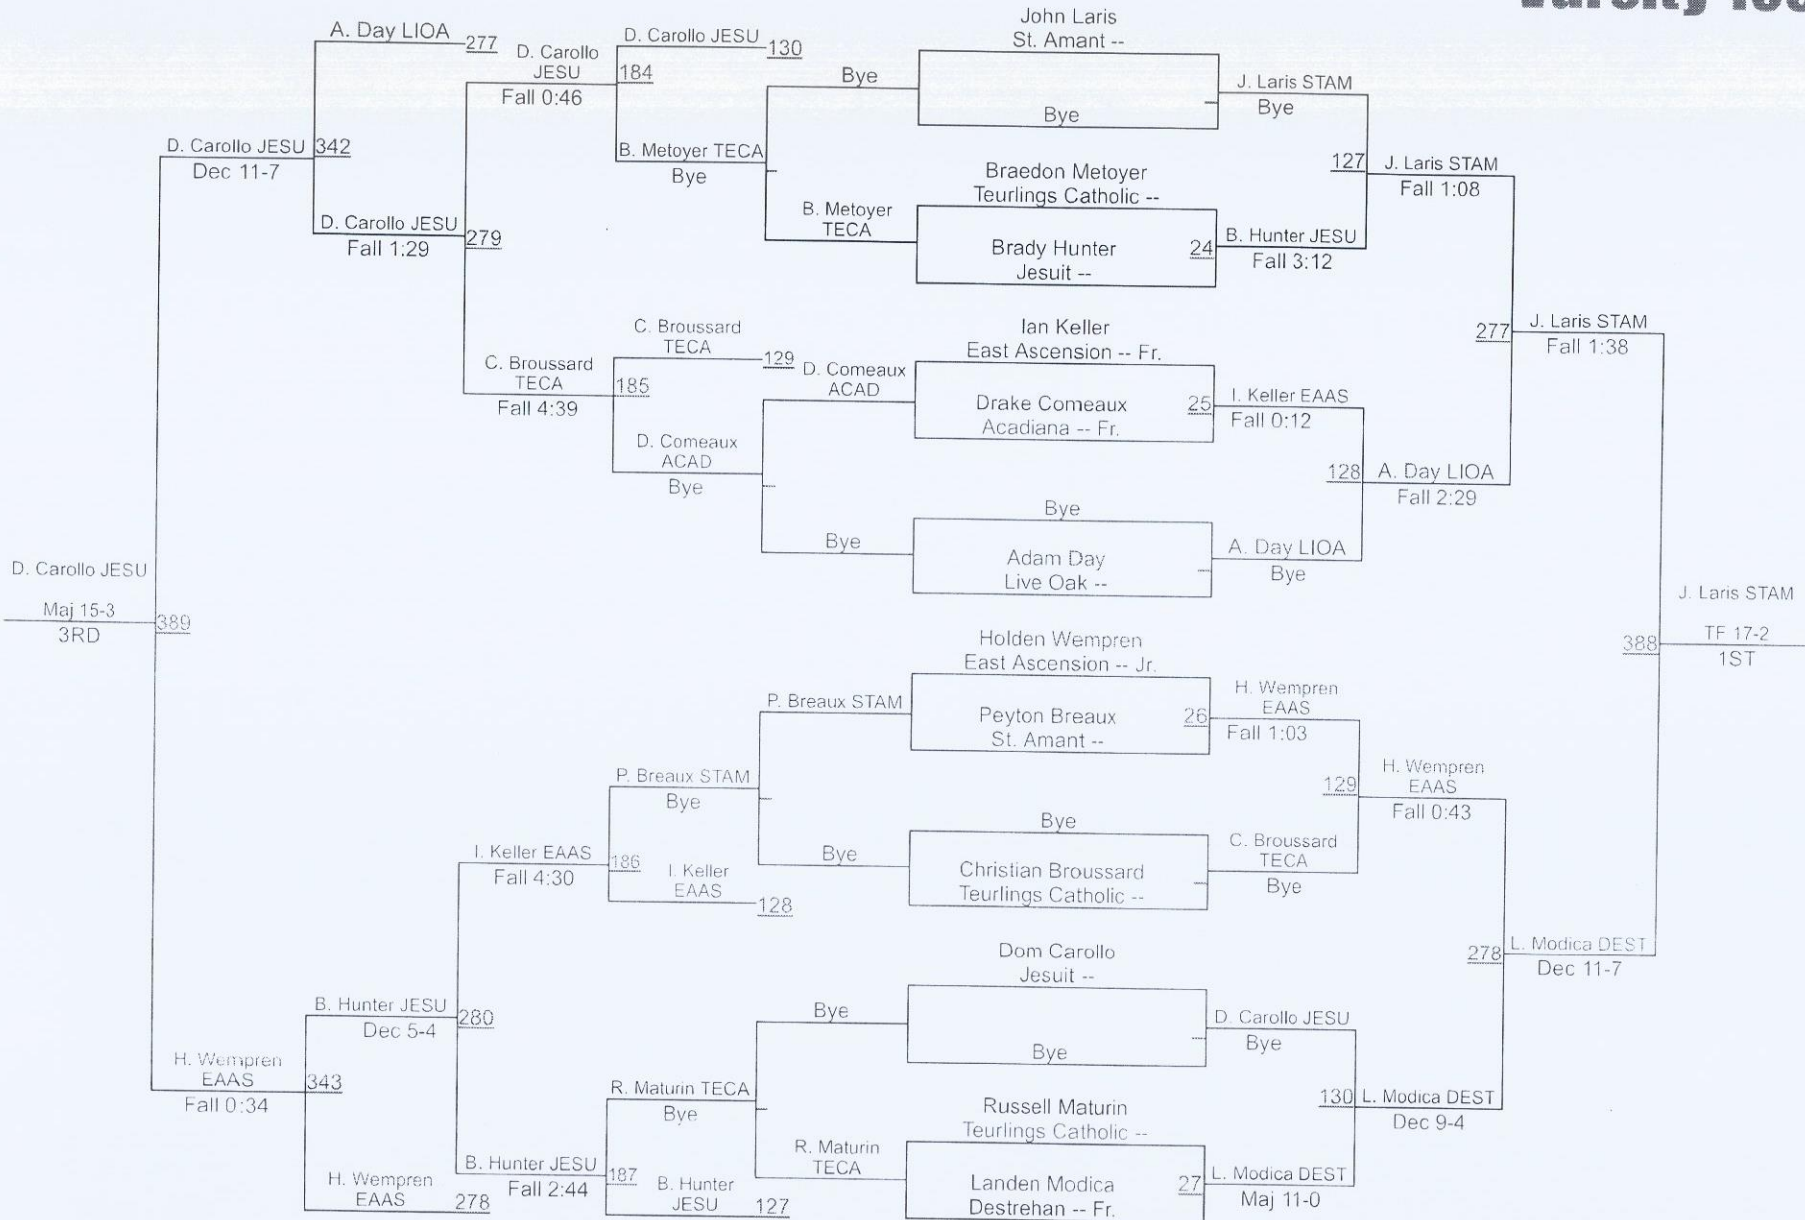 John Laris
St. Amant --
A. Day LIOA
277
D. Carollo
JESU
Fall 0:46
D. Carollo JESU
130
184
Bye
Bye
J. Laris STAM
Bye
D. Carollo JESU
Dec 11-7
342
B. Metoyer TECA
Bye
Braedon Metoyer
Teurlings Catholic --
127
J. Laris STAM
Fall 1:08
D. Carollo JESU
Fall 1:29
279
B. Metoyer
TECA
Brady Hunter
Jesuit --
24
B. Hunter JESU
Fall 3:12
C. Broussard
TECA
129
Ian Keller
East Ascension -- Fr.
277
J. Laris STAM
Fall 1:38
C. Broussard
TECA
Fall 4:39
185
D. Comeaux
ACAD
Drake Comeaux
Acadiana -- Fr.
25
I. Keller EAAS
Fall 0:12
D. Comeaux
ACAD
Bye
128
A. Day LIOA
Fall 2:29
Bye
Bye
Adam Day
Live Oak --
A. Day LIOA
Bye
D. Carollo JESU
Maj 15-3
3RD
389
J. Laris STAM
TF 17-2
1ST
388
Holden Wempren
East Ascension -- Jr.
P. Breaux STAM
Peyton Breaux
St. Amant --
26
H. Wempren
EAAS
Fall 1:03
P. Breaux STAM
Bye
129
H. Wempren
EAAS
Fall 0:43
I. Keller EAAS
Fall 4:30
186
I. Keller
EAAS
128
Bye
Bye
Christian Broussard
Teurlings Catholic --
C. Broussard
TECA
Bye
Dom Carollo
Jesuit --
278
L. Modica DEST
Dec 11-7
B. Hunter JESU
Dec 5-4
280
Bye
Bye
D. Carollo JESU
Bye
H. Wempren
EAAS
Fall 0:34
343
R. Maturin TECA
Bye
Russell Maturin
Teurlings Catholic --
130
L. Modica DEST
Dec 9-4
H. Wempren
EAAS
278
B. Hunter JESU
Fall 2:44
187
B. Hunter
JESU
127
R. Maturin
TECA
Landen Modica
Destrehan -- Fr.
27
L. Modica DEST
Maj 11-0